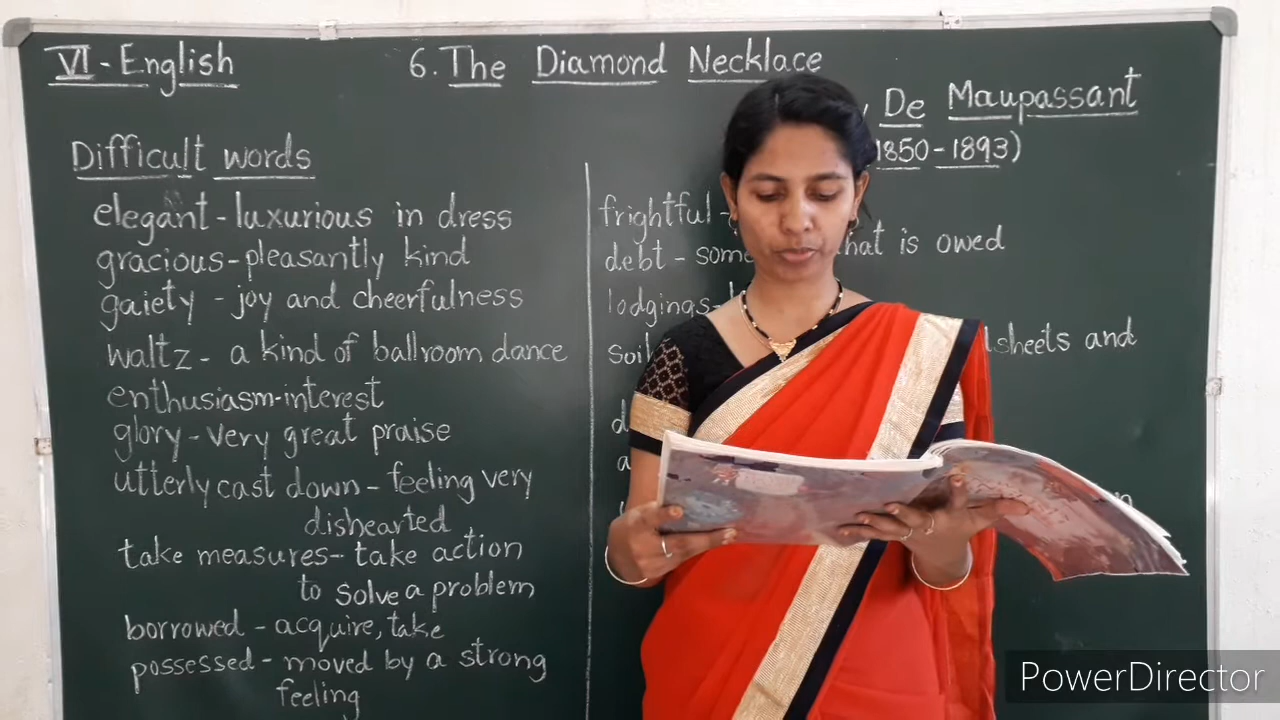 VI - English
6. The Diamond Necklace
De Maupassant
1850-1893)
Difficult words
elegant - luxurious in dress
gracious - pleasantly kind
gaiety - joy and cheerfulness
waltz - a kind of ballroom dance
enthusiasm - interest
glory - very great praise
utterly cast down - feeling very
dishearted
take measures - take action
to solve a problem
borrowed - acquire, take
possessed - moved by a strong
feeling
frightful -
debt - some hat is owed
lodgings -
soil dsheets and
PowerDirector